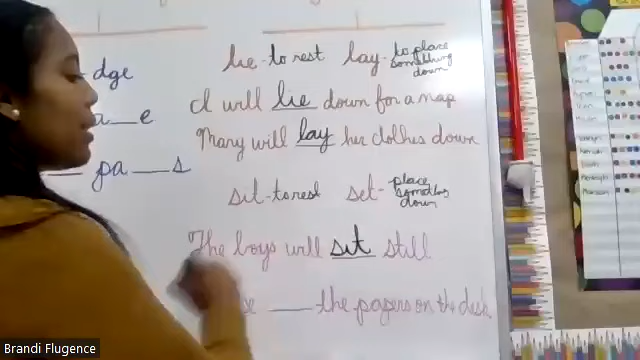 lie - to rest lay - to place something down
dge
I will lie down for a nap
a__e
Mary will lay her clothes down
___ pa___s
sit - to rest set - place something down
The boys will sit still
___ the papers on the desk
Brandi Flugence